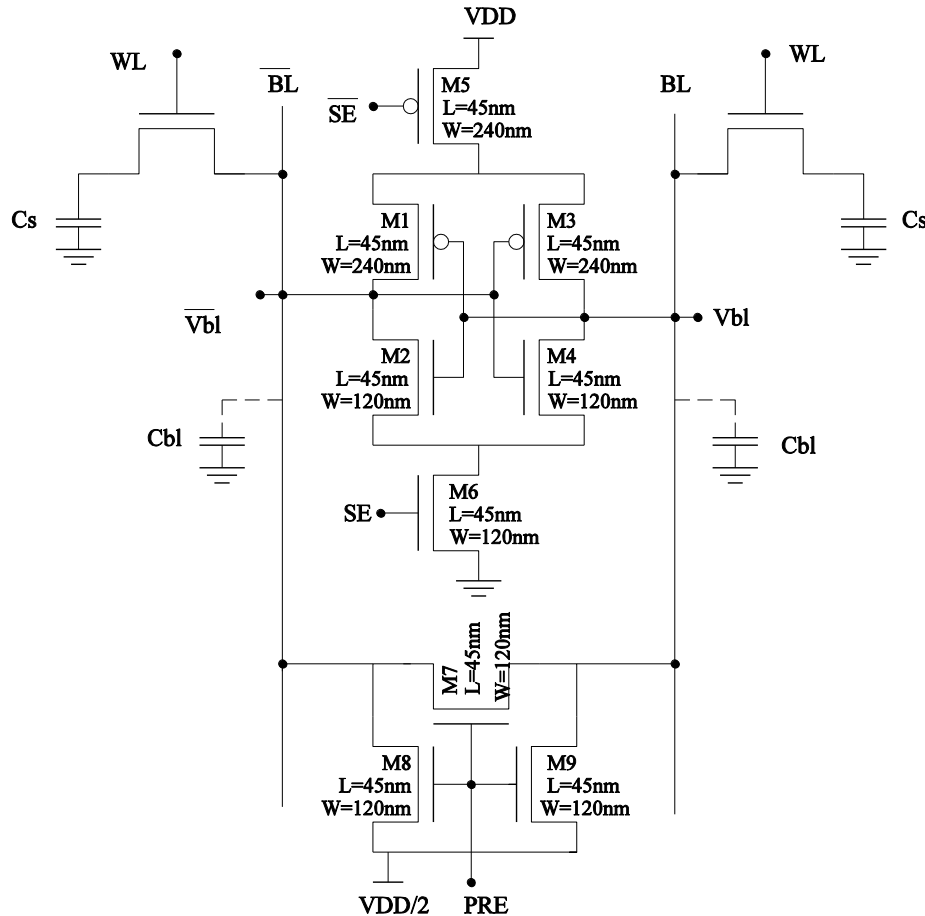 VDD
WL
BL
BL
WL
M5
L=45nm
W=240nm
SE
Cs
M1
L=45nm
W=240nm
M3
L=45nm
W=240nm
Cs
Vbl
Vbl
M2
L=45nm
W=120nm
M4
L=45nm
W=120nm
Cbl
Cbl
M6
L=45nm
W=120nm
SE
M7
L=45nm
W=120nm
M8
L=45nm
W=120nm
M9
L=45nm
W=120nm
VDD/2
PRE